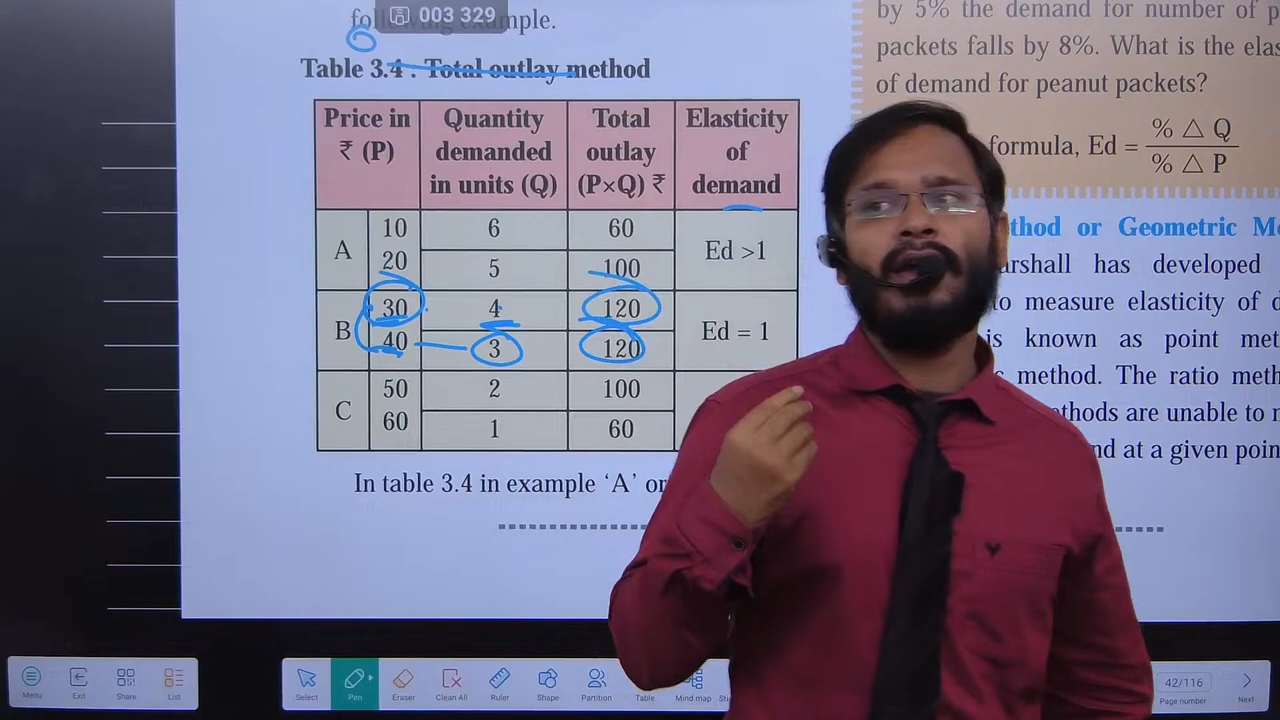 003 329
following example.
6
Table 3.4 : Total outlay method
Price in ₹ (P) Quantity demanded in units (Q) Total outlay (P×Q) ₹ Elasticity of demand
A 10 6 60 Ed >1
20 5 100
B 30 4 120 Ed = 1
40 3 120
C 50 2 100
60 1 60
In table 3.4 in example ‘A’ or
by 5% the demand for number of p
packets falls by 8%. What is the elas
of demand for peanut packets?
formula, Ed = % △ Q / % △ P
thod or Geometric Me
arshall has developed
to measure elasticity of d
is known as point met
s method. The ratio meth
ethods are unable to m
nd at a given poin
Menu Exit Share List
Select Pen Eraser Clean All Ruler Shape Partition Table Mind map
42/116
Page number
Next